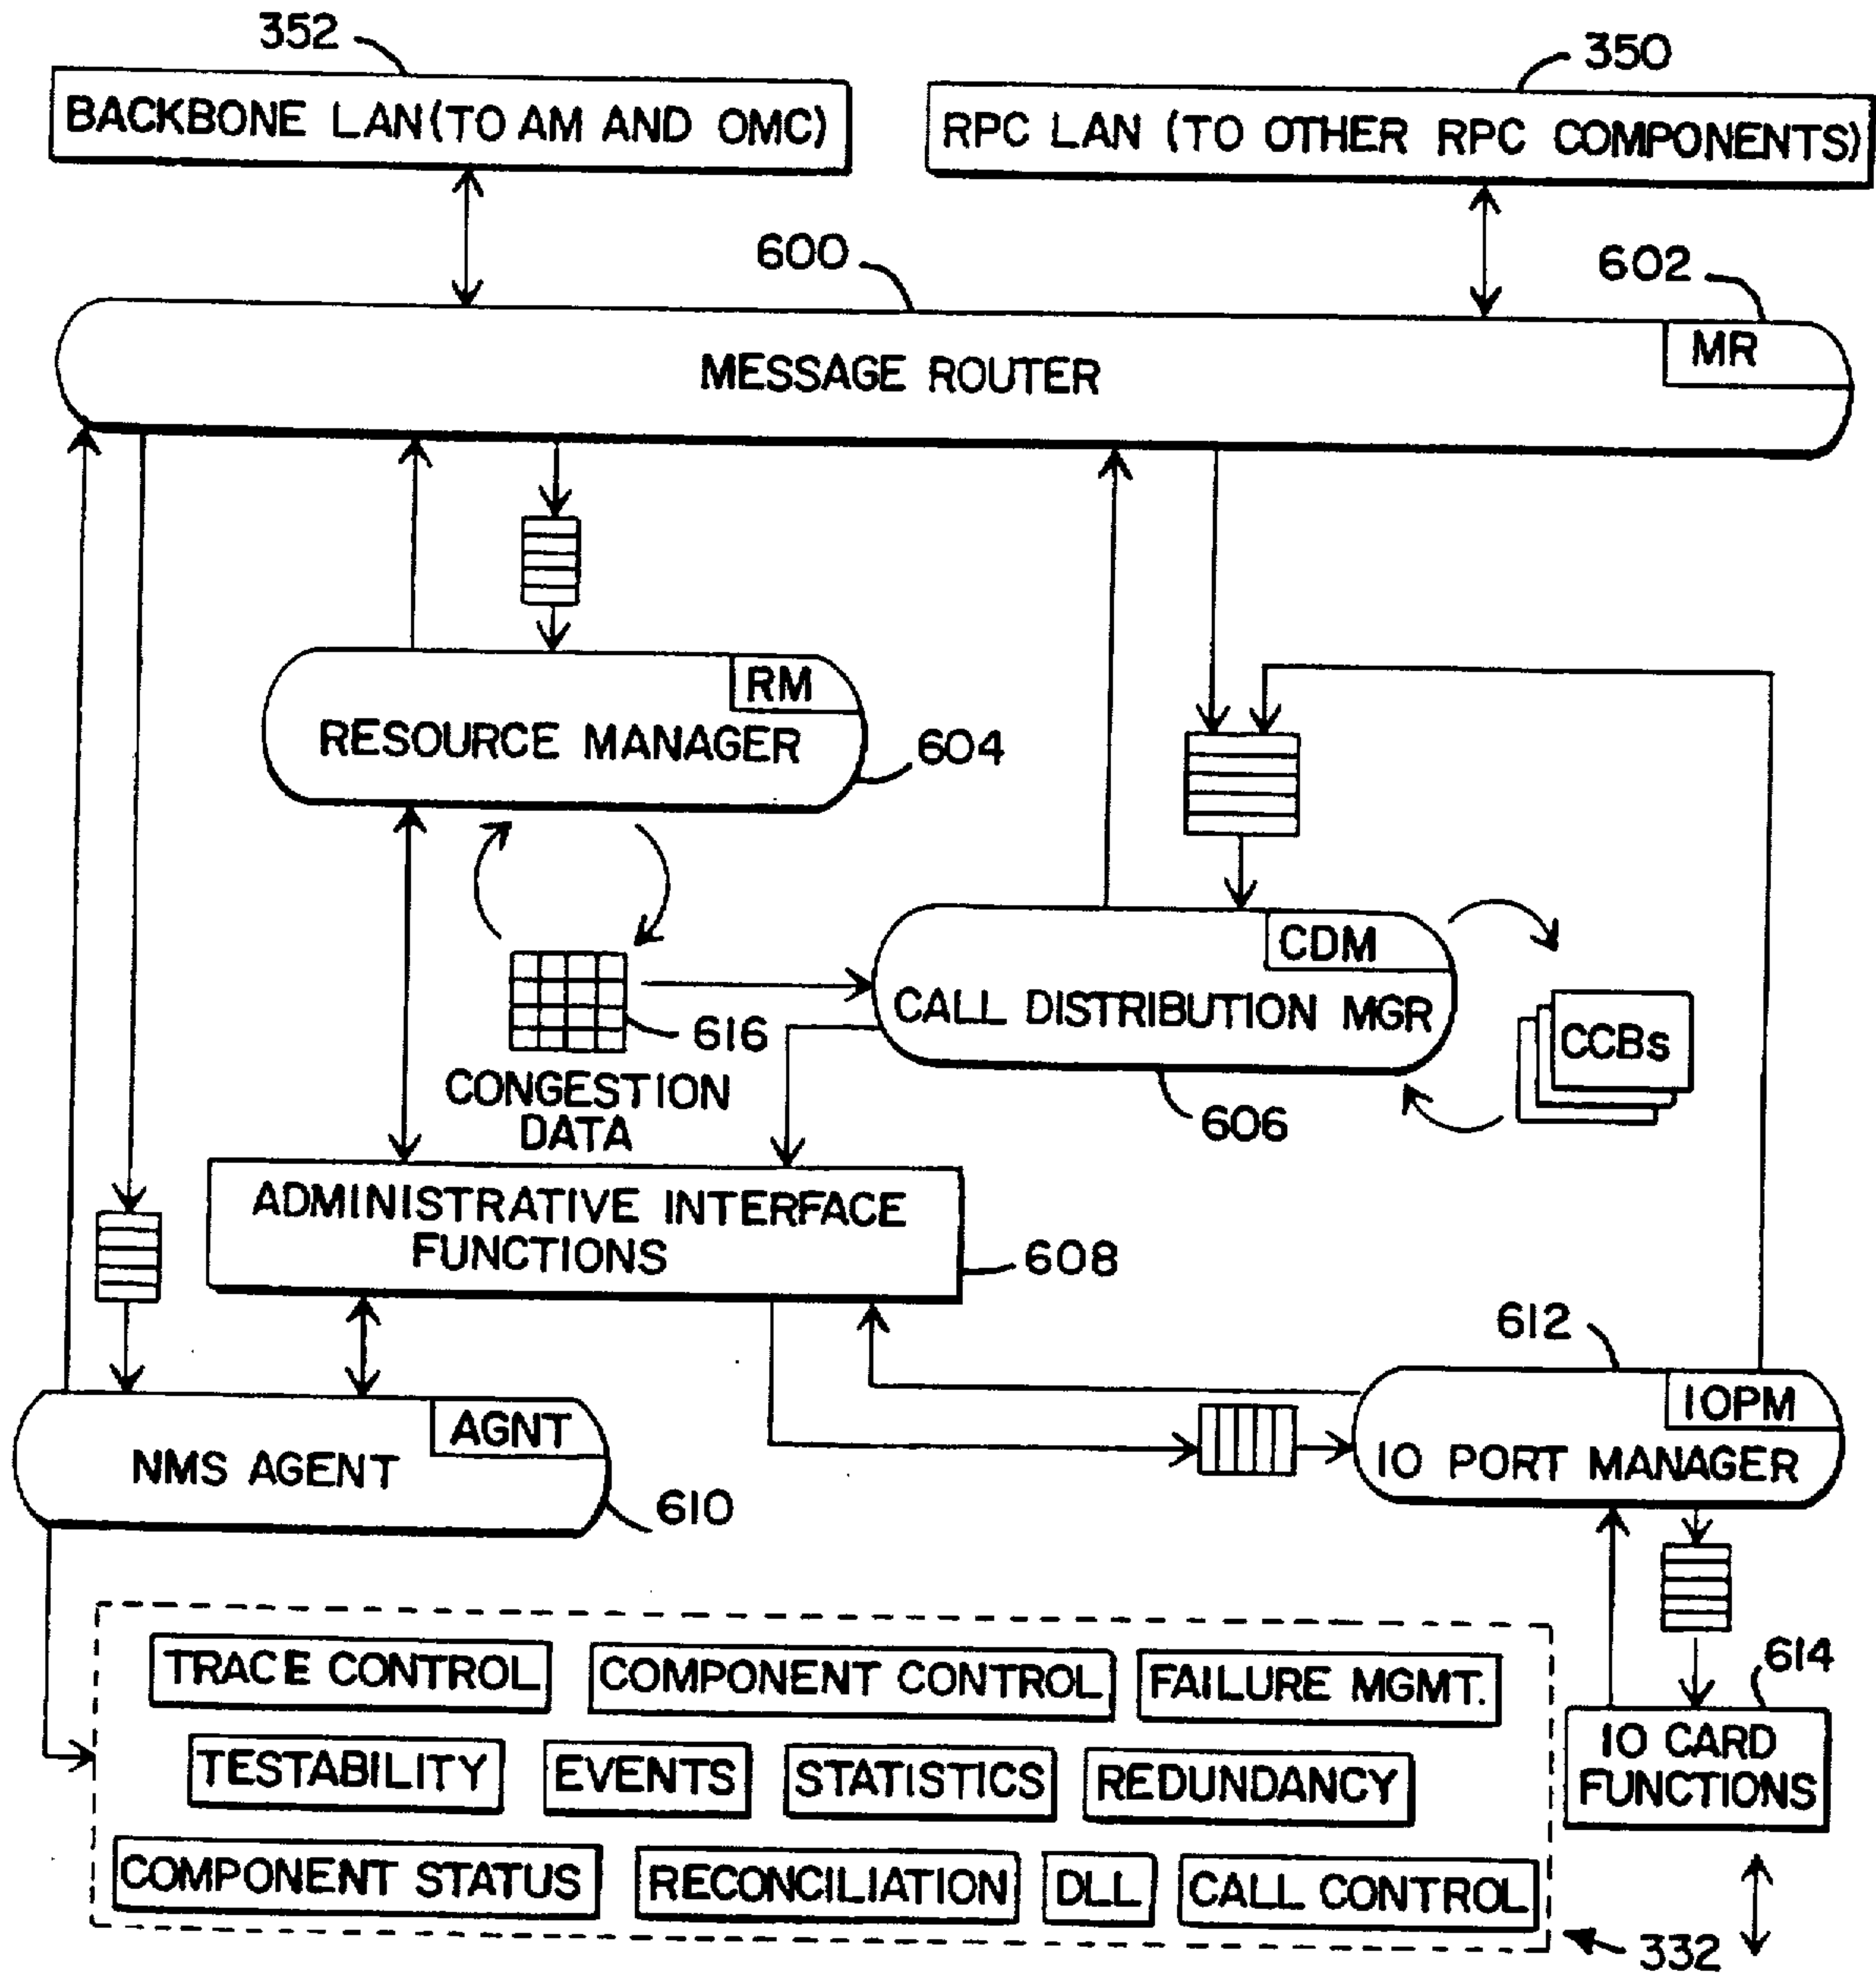 352
350
BACKBONE LAN (TO AM AND OMC)
RPC LAN (TO OTHER RPC COMPONENTS)
600
602
MR
MESSAGE ROUTER
RM
RESOURCE MANAGER
604
CDM
CALL DISTRIBUTION MGR
616
CCBs
CONGESTION
DATA
606
ADMINISTRATIVE INTERFACE
FUNCTIONS
608
612
IOPM
IO PORT MANAGER
AGNT
NMS AGENT
610
614
TRACE CONTROL
COMPONENT CONTROL
FAILURE MGMT.
IO CARD
FUNCTIONS
TESTABILITY
EVENTS
STATISTICS
REDUNDANCY
COMPONENT STATUS
RECONCILIATION
DLL
CALL CONTROL
332